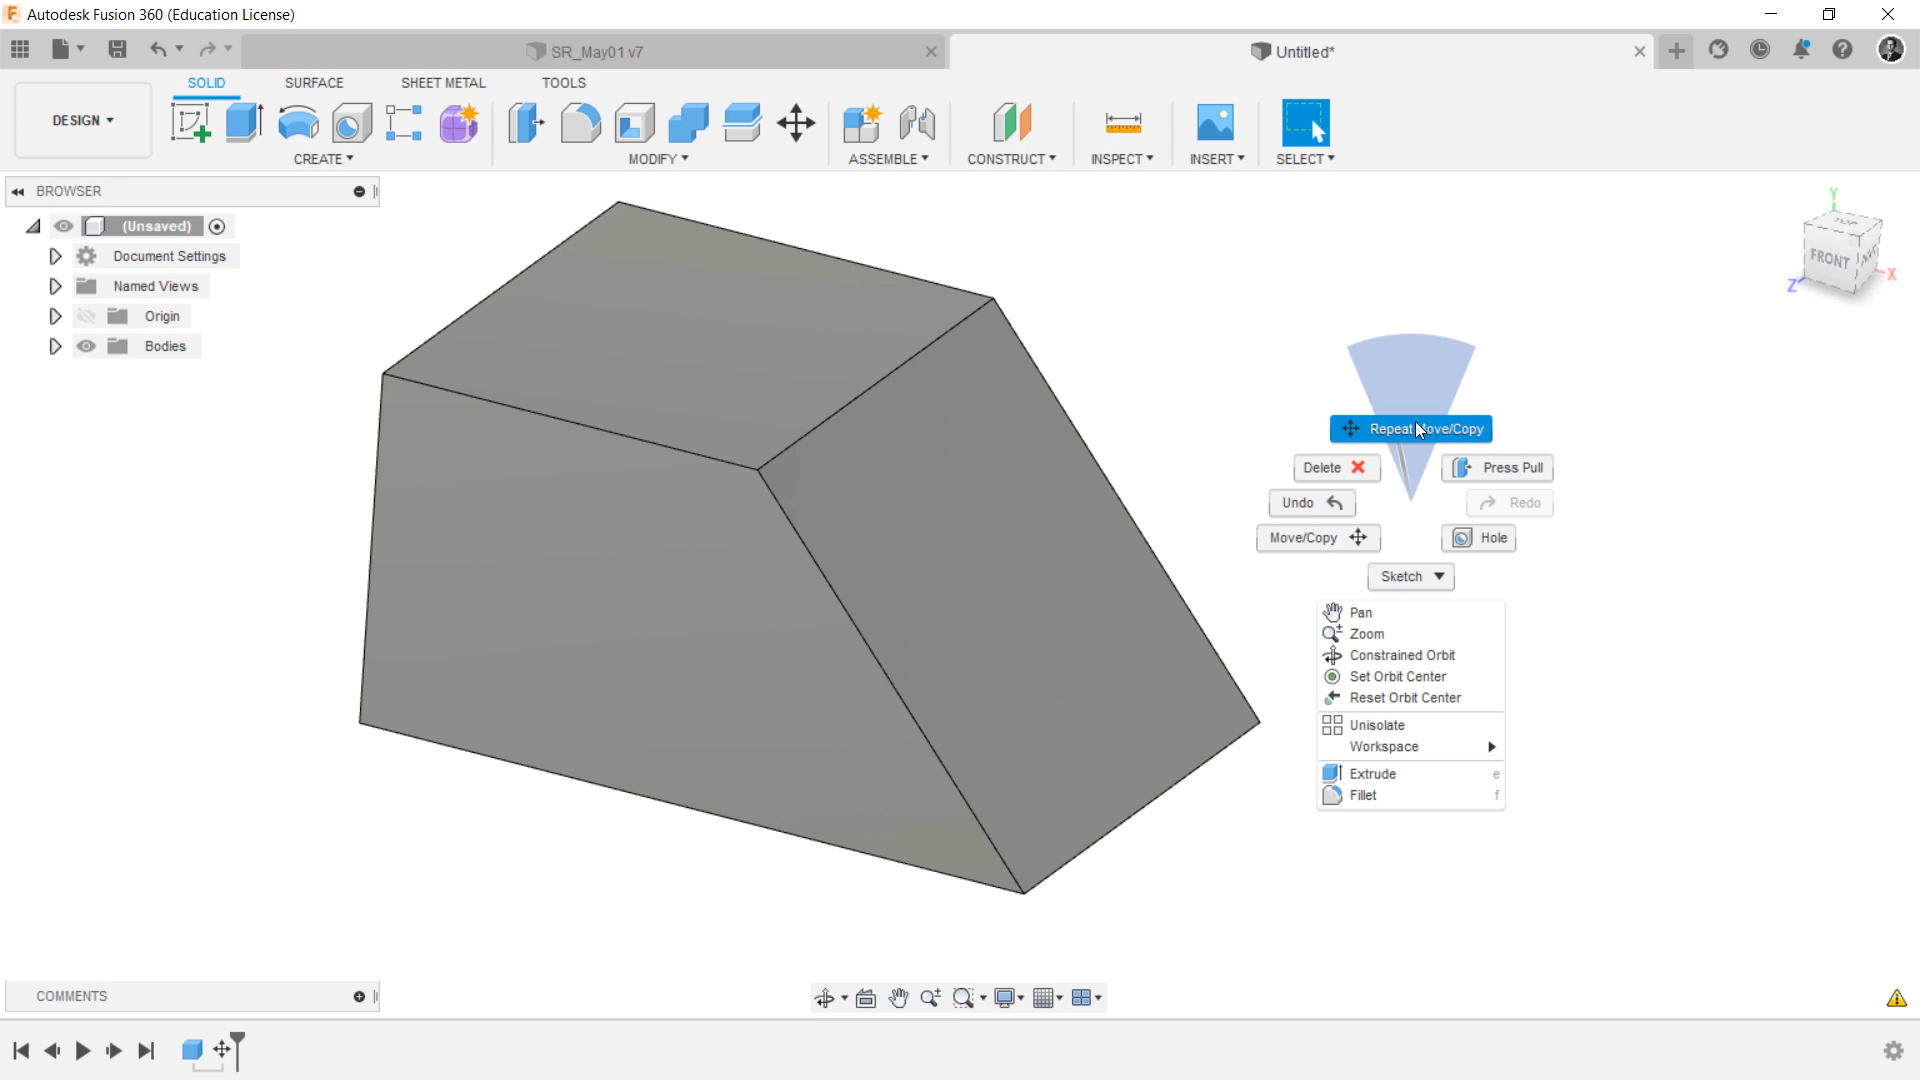 Autodesk Fusion 360 (Education License)
SR_May01 v7
Untitled*
SOLID
SURFACE
SHEET METAL
TOOLS
DESIGN
CREATE
MODIFY
ASSEMBLE
CONSTRUCT
INSPECT
INSERT
SELECT
BROWSER
(Unsaved)
Document Settings
Named Views
Origin
Bodies
Y
TOP
FRONT
X
Z
Repeat Move/Copy
Delete
Press Pull
Undo
Redo
Move/Copy
Hole
Sketch
Pan
Zoom
Constrained Orbit
Set Orbit Center
Reset Orbit Center
Unisolate
Workspace
Extrude e
Fillet f
COMMENTS